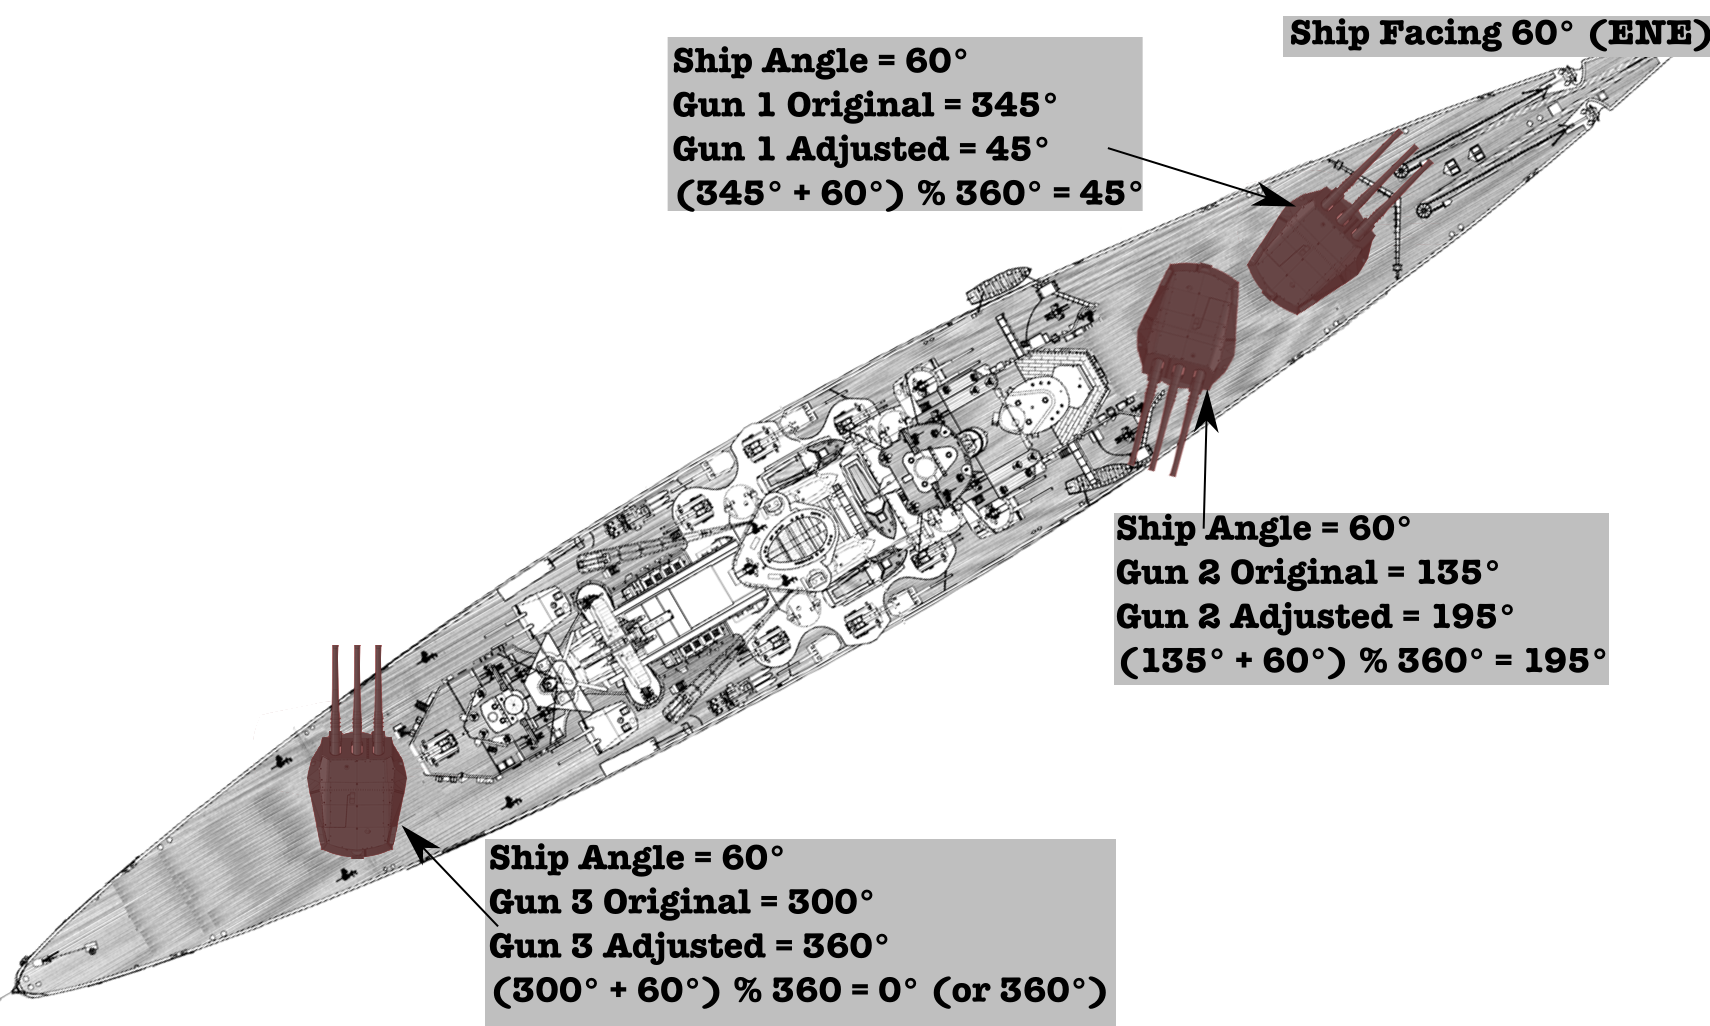 Ship Facing 60° (ENE)
Ship Angle = 60°
Gun 1 Original = 345°
Gun 1 Adjusted = 45°
(345° + 60°) % 360° = 45°
Ship Angle = 60°
Gun 2 Original = 135°
Gun 2 Adjusted = 195°
(135° + 60°) % 360° = 195°
Ship Angle = 60°
Gun 3 Original = 300°
Gun 3 Adjusted = 360°
(300° + 60°) % 360 = 0° (or 360°)